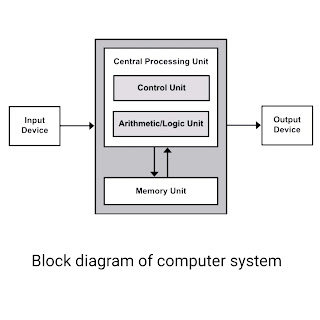 Central Processing Unit
Control Unit
Input
Device
Arithmetic/Logic Unit
Output
Device
Memory Unit
Block diagram of computer system